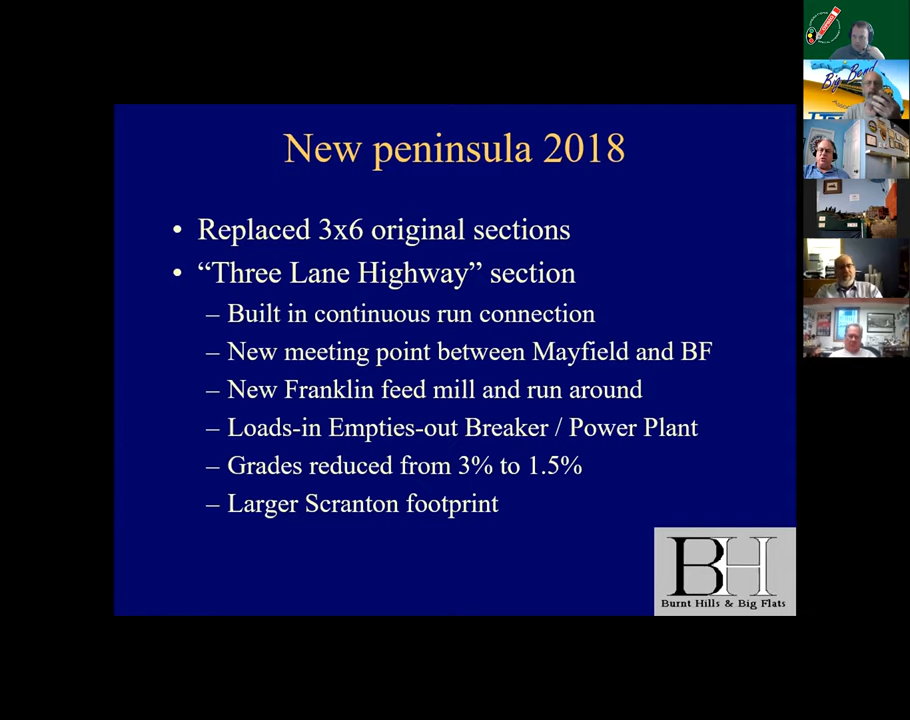 New peninsula 2018
• Replaced 3x6 original sections
• “Three Lane Highway” section
– Built in continuous run connection
– New meeting point between Mayfield and BF
– New Franklin feed mill and run around
– Loads-in Empties-out Breaker / Power Plant
– Grades reduced from 3% to 1.5%
– Larger Scranton footprint
BH
Burnt Hills & Big Flats
Big Bend